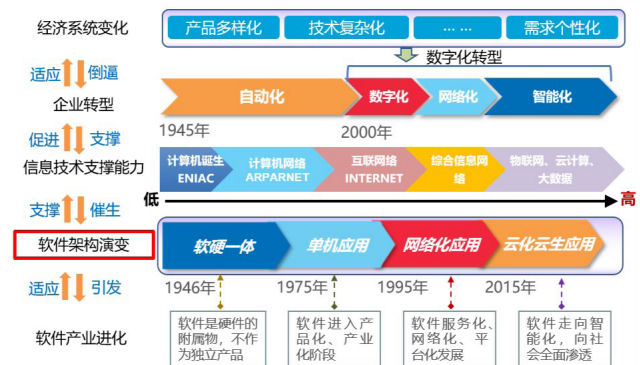 经济系统变化
产品多样化 技术复杂化 … … 需求个性化
数字化转型
适应 倒逼
企业转型
自动化 数字化 网络化 智能化
1945年 2000年
促进 支撑
信息技术支撑能力
计算机诞生
ENIAC
计算机网络
ARPARNET
互联网络
INTERNET
综合信息网
络
物联网、云计算、
大数据
低 高
支撑 催生
软件架构演变
软硬一体 单机应用 网络化应用 云化云生应用
1946年 1975年 1995年 2015年
适应 引发
软件产业进化
软件是硬件的
附属物，不作
为独立产品
软件进入产
品化、产业
化阶段
软件服务化、
网络化、平
台化发展
软件走向智
能化，向社
会全面渗透